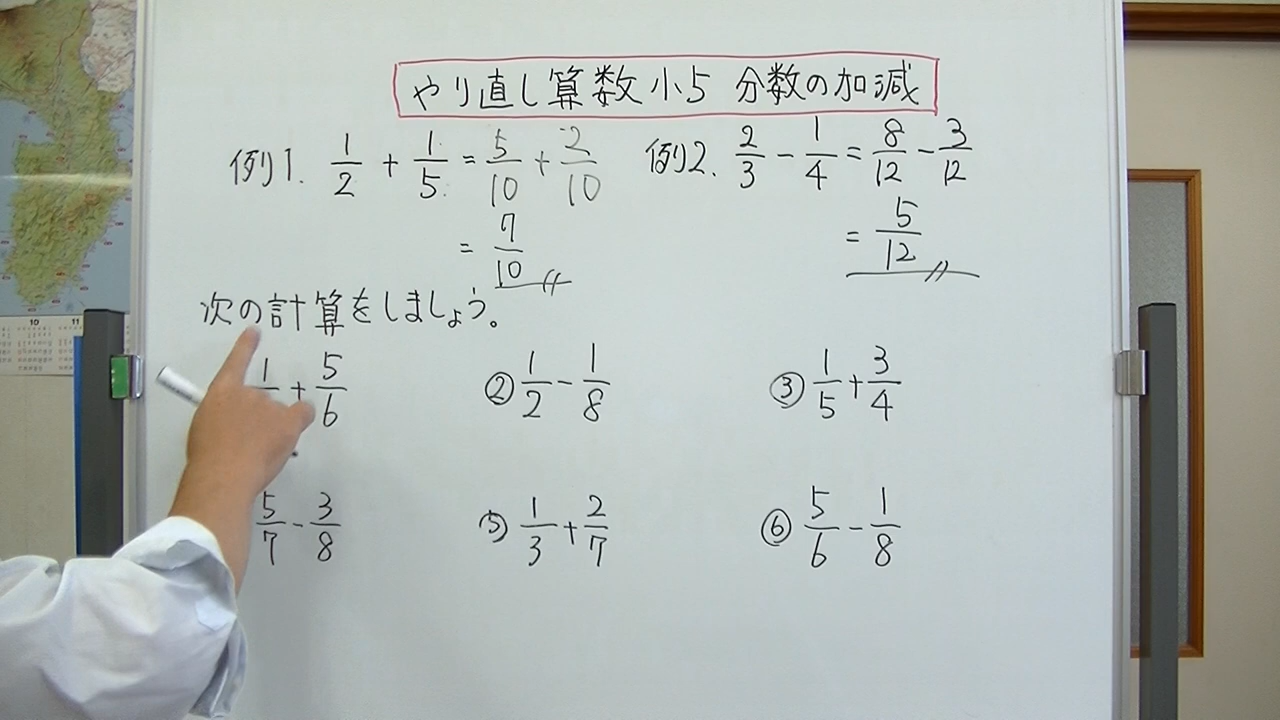 やり直し算数小5 分数の加減
例1. 1/2 + 1/5 = 5/10 + 2/10
= 7/10
例2. 2/3 - 1/4 = 8/12 - 3/12
= 5/12
次の計算をしましょう。
1/ + 5/6
② 1/2 - 1/8
③ 1/5 + 3/4
5/7 - 3/8
⑤ 1/3 + 2/7
⑥ 5/6 - 1/8
10 11